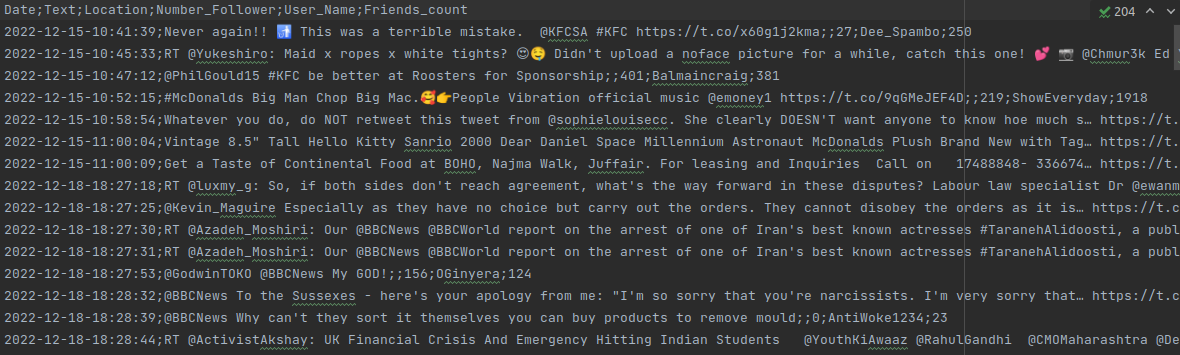 Date;Text;Location;Number_Follower;User_Name;Friends_count
204
2022-12-15-10:41:39;Never again!! 🚮 This was a terrible mistake.  @KFCSA #KFC https://t.co/x60g1j2kma;;27;Dee_Spambo;250
2022-12-15-10:45:33;RT @Yukeshiro: Maid x ropes x white tights? 😍🤤 Didn't upload a noface picture for a while, catch this one! 💕 📷 @Chmur3k Ed
2022-12-15-10:47:12;@PhilGould15 #KFC be better at Roosters for Sponsorship;;401;Balmaincraig;381
2022-12-15-10:52:15;#McDonalds Big Man Chop Big Mac.🥰👉People Vibration official music @emoney1 https://t.co/9qGMeJEF4D;;219;ShowEveryday;1918
2022-12-15-10:58:54;Whatever you do, do NOT retweet this tweet from @sophielouisecc. She clearly DOESN'T want anyone to know hoe much s… https://t.
2022-12-15-11:00:04;Vintage 8.5" Tall Hello Kitty Sanrio 2000 Dear Daniel Space Millennium Astronaut McDonalds Plush Brand New with Tag… https://t.
2022-12-15-11:00:09;Get a Taste of Continental Food at BOHO, Najma Walk, Juffair. For leasing and Inquiries  Call on   17488848- 336674… https://t.
2022-12-18-18:27:18;RT @luxmy_g: So, if both sides don't reach agreement, what's the way forward in these disputes? Labour law specialist Dr @ewanm
2022-12-18-18:27:25;@Kevin_Maguire Especially as they have no choice but carry out the orders. They cannot disobey the orders as it is… https://t.c
2022-12-18-18:27:30;RT @Azadeh_Moshiri: Our @BBCNews @BBCWorld report on the arrest of one of Iran's best known actresses #TaranehAlidoosti, a publ
2022-12-18-18:27:31;RT @Azadeh_Moshiri: Our @BBCNews @BBCWorld report on the arrest of one of Iran's best known actresses #TaranehAlidoosti, a publ
2022-12-18-18:27:53;@GodwinTOKO @BBCNews My GOD!;;156;OGinyera;124
2022-12-18-18:28:32;@BBCNews To the Sussexes - here's your apology from me: "I'm so sorry that you're narcissists. I'm very sorry that… https://t.c
2022-12-18-18:28:39;@BBCNews Why can't they sort it themselves you can buy products to remove mould;;0;AntiWoke1234;23
2022-12-18-18:28:44;RT @ActivistAkshay: UK Financial Crisis And Emergency Hitting Indian Students   @YouthKiAwaaz @RahulGandhi  @CMOMaharashtra @De